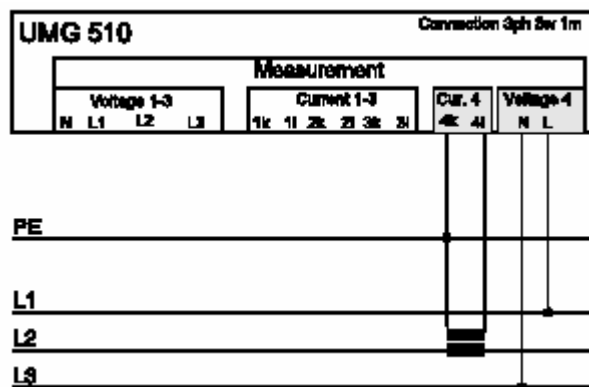 UMG 510
Connection 3ph 3w 1m
Measurement
Voltage 1-3
Current 1-3
Cur. 4
Voltage 4
N L1 L2 L3
1k 1l 2k 2l 3k 3l
4k 4l
N L
PE
L1
L2
L3